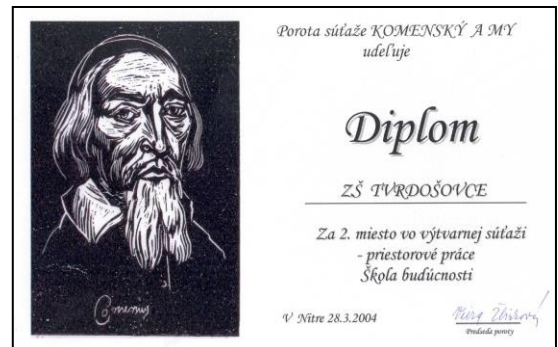 Porota súťaže KOMENSKÝ A MY
udeľuje
Diplom
ZŠ TVRDOŠOVCE
Za 2. miesto vo výtvarnej súťaži
- priestorové práce
Škola budúcnosti
V Nitre 28.3.2004
Predseda poroty
Comenius